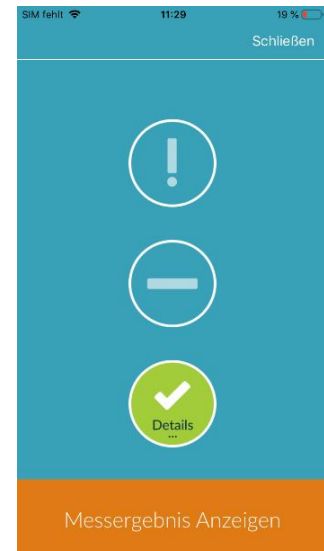 SIM fehlt 11:29 19 %
Schließen
Details
...
Messergebnis Anzeigen